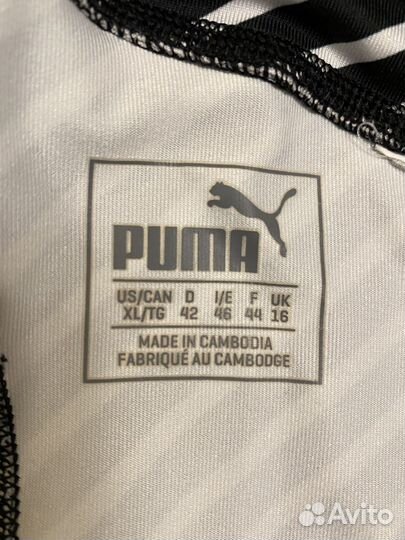 PUMA
US/CAN D I/E F UK
XL/TG 42 46 44 16
MADE IN CAMBODIA
FABRIQUÉ AU CAMBODGE
Avito